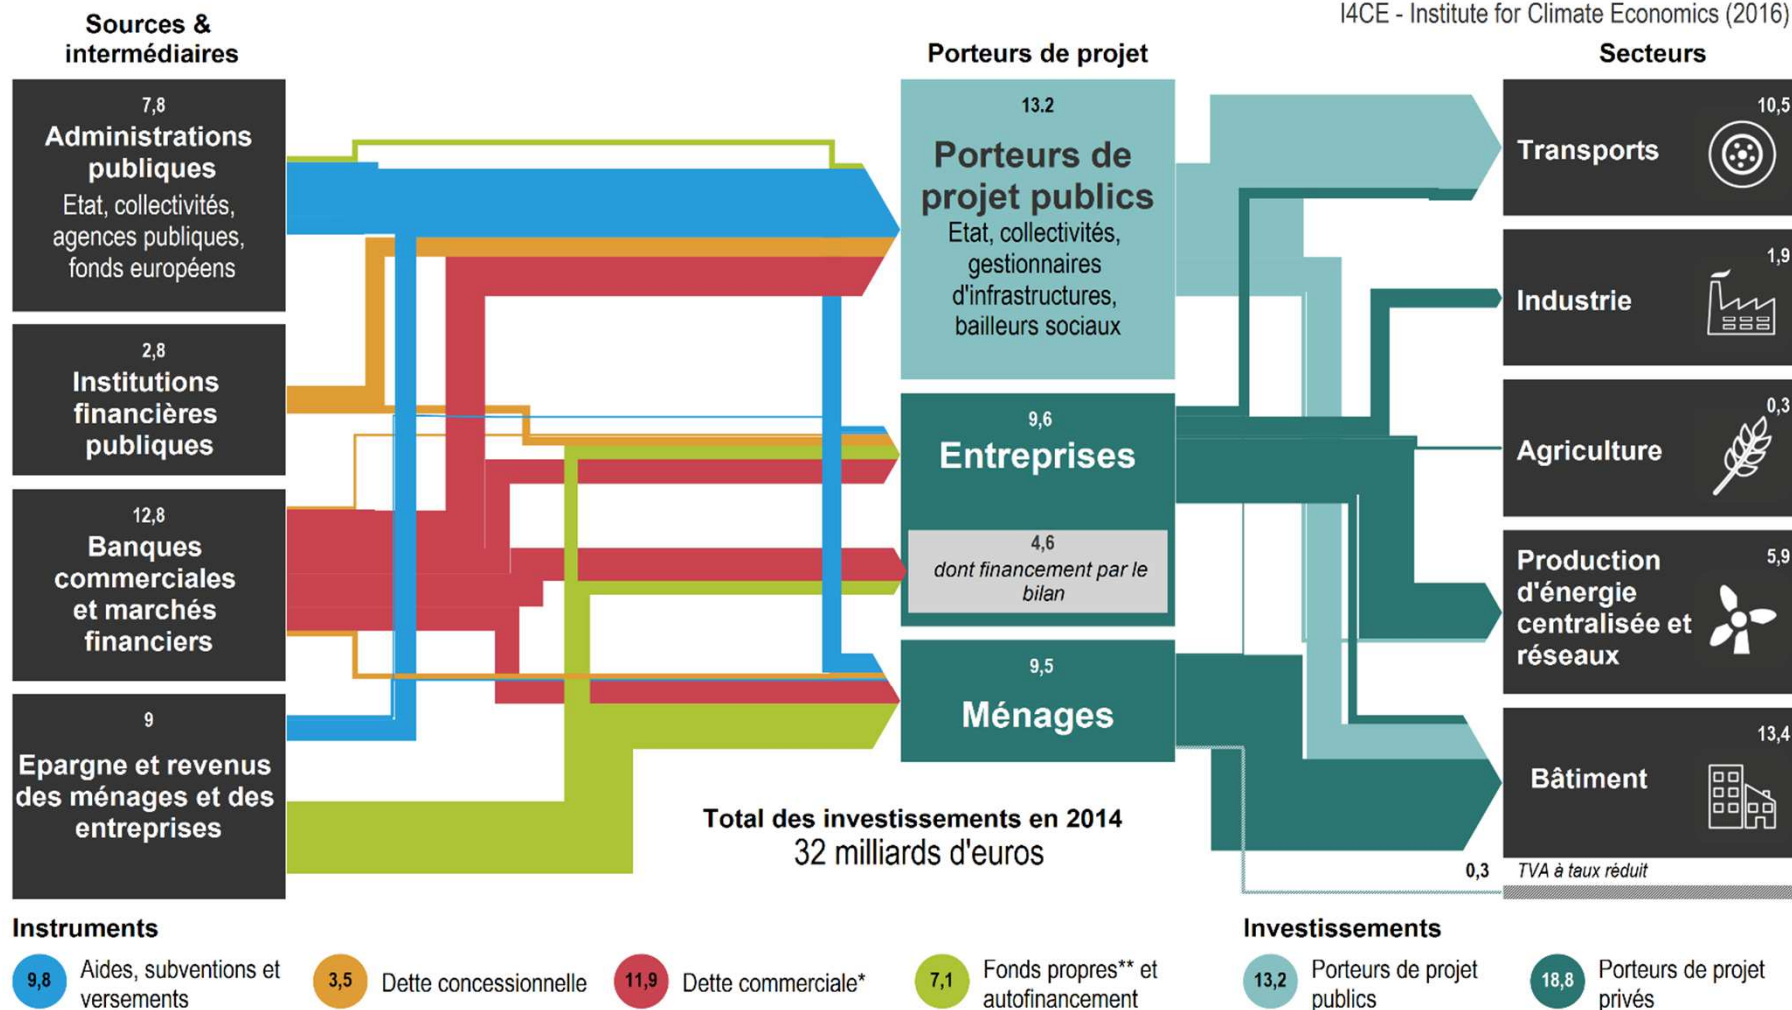 I4CE - Institute for Climate Economics (2016)
Sources &
intermédiaires
Porteurs de projet
Secteurs
7,8
Administrations
publiques
Etat, collectivités,
agences publiques,
fonds européens
2,8
Institutions
financières
publiques
12,8
Banques
commerciales
et marchés
financiers
9
Epargne et revenus
des ménages et des
entreprises
13.2
Porteurs de
projet publics
Etat, collectivités,
gestionnaires
d'infrastructures,
bailleurs sociaux
9,6
Entreprises
4,6
dont financement par le
bilan
9,5
Ménages
Total des investissements en 2014
32 milliards d'euros
10,5
Transports
1,9
Industrie
0,3
Agriculture
5,9
Production
d'énergie
centralisée et
réseaux
13,4
Bâtiment
0,3 TVA à taux réduit
Instruments
9,8 Aides, subventions et
versements
3,5 Dette concessionnelle
11,9 Dette commerciale*
7,1 Fonds propres** et
autofinancement
Investissements
13,2 Porteurs de projet
publics
18,8 Porteurs de projet
privés